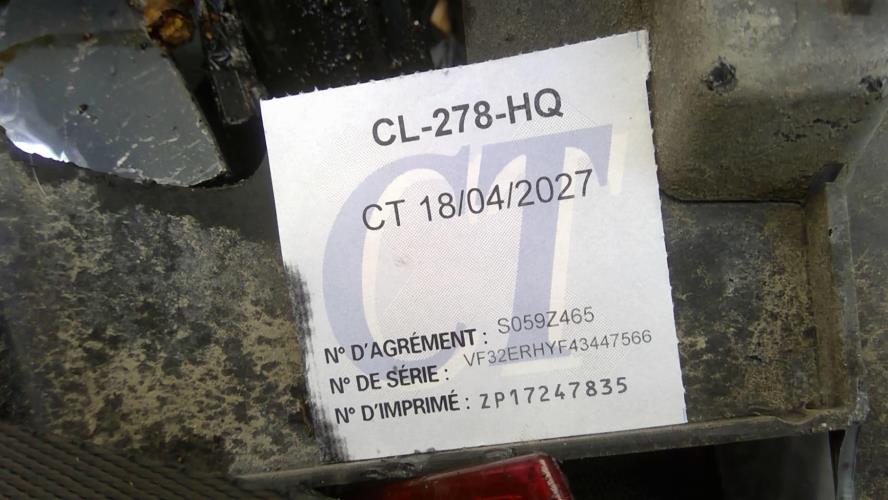 CL-278-HQ
CT
CT 18/04/2027
N° D'AGRÉMENT : S059Z465
N° DE SÉRIE : VF32ERHYF43447566
N° D'IMPRIMÉ : ZP17247835